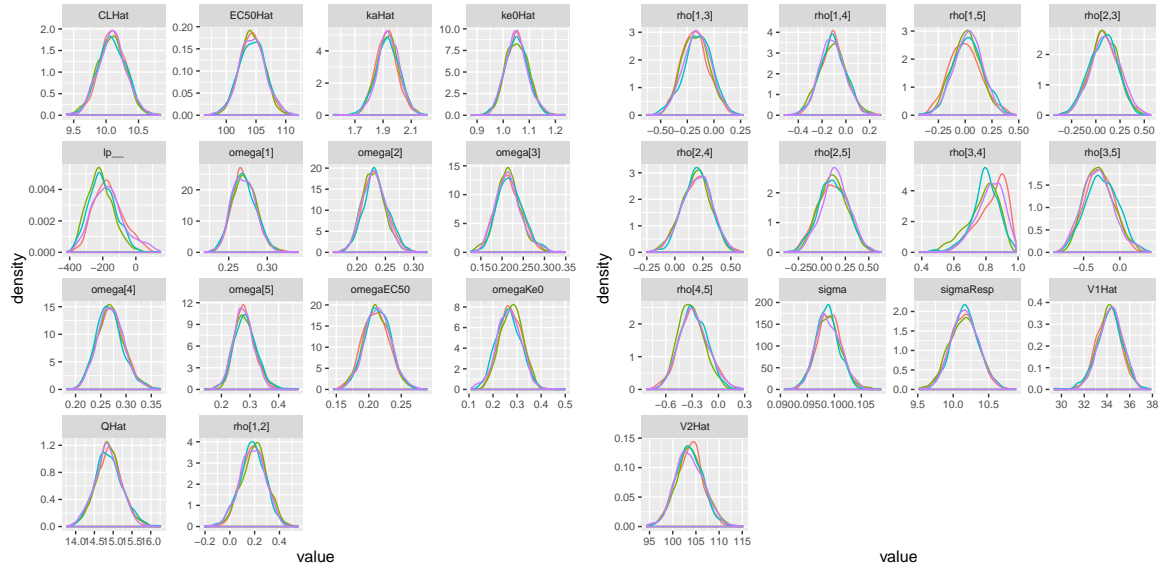 CLHat EC50Hat kaHat ke0Hat rho[1,3] rho[1,4] rho[1,5] rho[2,3]
2.0 0.20 10.0 3 4 3
1.5 0.15 4 7.5 3 2 2
1.0 0.10 5.0 2 2
0.5 0.05 2 2.5 1 1 1 1
0.0 0.00 0 0.0 0 0 0 0
9.5 10.0 10.5 100 105 110 1.7 1.9 2.1 0.9 1.0 1.1 1.2 −0.50 −0.25 0.00 0.25 −0.4 −0.2 0.0 0.2 −0.250.00 0.25 0.50 −0.250.00 0.25 0.50
lp__ omega[1] omega[2] omega[3] rho[2,4] rho[2,5] rho[3,4] rho[3,5]
0.004 0.002 0.000
20 10 0
20 15 10 5 0
15 10 5 0
4 3 2 1 0
3 2 1 0
4 2 0
1.5 1.0 0.5 0.0
−400 −200 0 0.25 0.30 0.20 0.25 0.30 0.150.200.250.300.35 −0.25 0.00 0.25 0.50 −0.250.00 0.25 0.50 0.4 0.6 0.8 1.0 −0.5 0.0
density density
omega[4] omega[5] omegaEC50 omegaKe0 rho[4,5] sigma sigmaResp V1Hat
15 10 5 0
12 9 6 3 0
20 15 10 5 0
8 6 4 2 0
2 1 0
200 150 100 50 0
2.0 1.5 1.0 0.5 0.0
0.4 0.3 0.2 0.1 0.0
0.20 0.25 0.30 0.35 0.2 0.3 0.4 0.15 0.20 0.25 0.1 0.2 0.3 0.4 0.5 −0.6 −0.3 0.0 0.3 0.0900.0950.1000.105 9.5 10.0 10.5 30 32 34 36 38
QHat rho[1,2] V2Hat
1.2 0.8 0.4 0.0
4 3 2 1 0
0.15 0.10 0.05 0.00
14.014.515.015.516.0 −0.2 0.0 0.2 0.4 95 100 105 110 115
value value